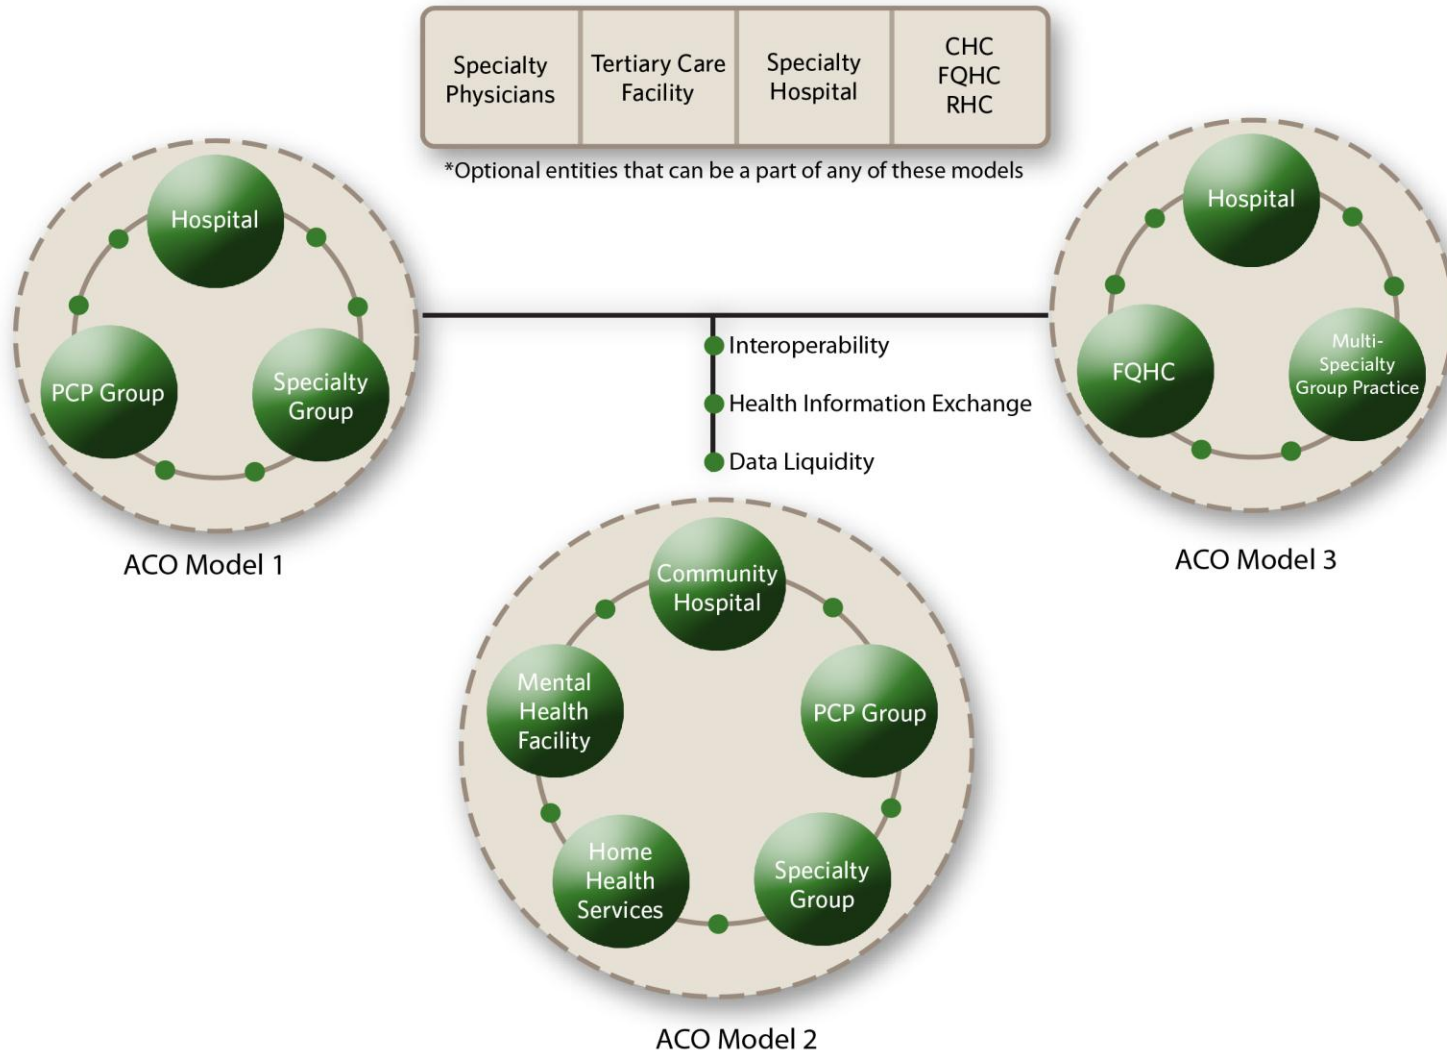 Specialty
Physicians
Tertiary Care
Facility
Specialty
Hospital
CHC
FQHC
RHC
*Optional entities that can be a part of any of these models
Hospital
PCP Group
Specialty
Group
ACO Model 1
Interoperability
Health Information Exchange
Data Liquidity
Hospital
FQHC
Multi-
Specialty
Group Practice
ACO Model 3
Community
Hospital
Mental
Health
Facility
PCP Group
Home
Health
Services
Specialty
Group
ACO Model 2